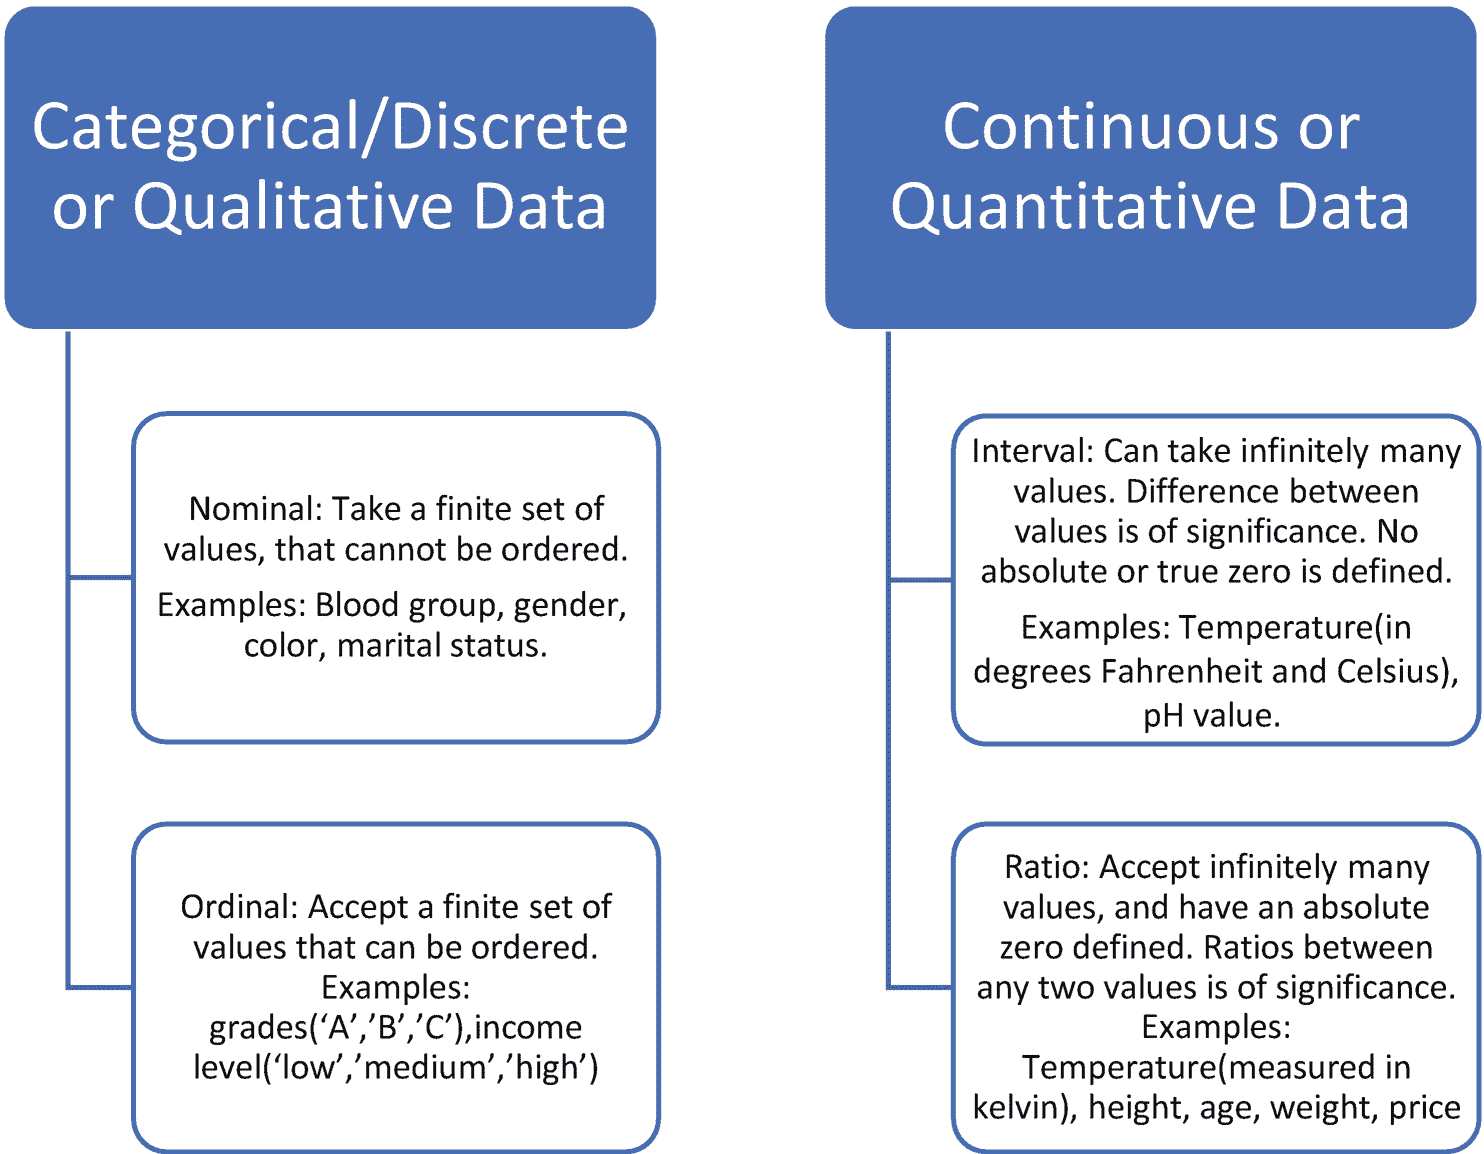 Categorical/Discrete
or Qualitative Data
Nominal: Take a finite set of
values, that cannot be ordered.
Examples: Blood group, gender,
color, marital status.
Ordinal: Accept a finite set of
values that can be ordered.
Examples:
grades(‘A’,’B’,’C’),income
level(‘low’,’medium’,’high’)
Continuous or
Quantitative Data
Interval: Can take infinitely many
values. Difference between
values is of significance. No
absolute or true zero is defined.
Examples: Temperature(in
degrees Fahrenheit and Celsius),
pH value.
Ratio: Accept infinitely many
values, and have an absolute
zero defined. Ratios between
any two values is of significance.
Examples:
Temperature(measured in
kelvin), height, age, weight, price